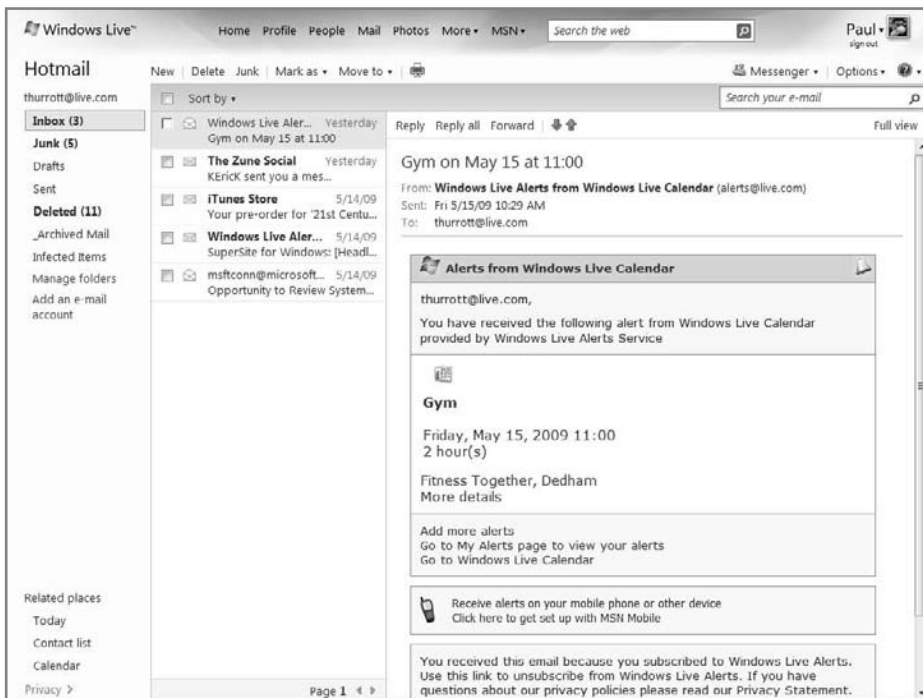 Windows Live™
Home Profile People Mail Photos More MSN
Search the web
Paul
sign out
Hotmail
New Delete Junk Mark as Move to
Messenger Options
thurrott@live.com
Sort by
Search your e-mail
Inbox (3)
Junk (5)
Drafts
Sent
Deleted (11)
_Archived Mail
Infected Items
Manage folders
Add an e-mail
account
Related places
Today
Contact list
Calendar
Privacy
Windows Live Aler... Yesterday
Gym on May 15 at 11:00
The Zune Social Yesterday
KEricK sent you a mes...
iTunes Store 5/14/09
Your pre-order for '21st Centu...
Windows Live Aler... 5/14/09
SuperSite for Windows: [Headl...
msftconn@microsoft... 5/14/09
Opportunity to Review System...
Page 1
Reply Reply all Forward
Full view
Gym on May 15 at 11:00
From: Windows Live Alerts from Windows Live Calendar (alerts@live.com)
Sent: Fri 5/15/09 10:29 AM
To: thurrott@live.com
Alerts from Windows Live Calendar
thurrott@live.com,
You have received the following alert from Windows Live Calendar
provided by Windows Live Alerts Service
Gym
Friday, May 15, 2009 11:00
2 hour(s)
Fitness Together, Dedham
More details
Add more alerts
Go to My Alerts page to view your alerts
Go to Windows Live Calendar
Receive alerts on your mobile phone or other device
Click here to get set up with MSN Mobile
You received this email because you subscribed to Windows Live Alerts.
Use this link to unsubscribe from Windows Live Alerts. If you have
questions about our privacy policies please read our Privacy Statement.